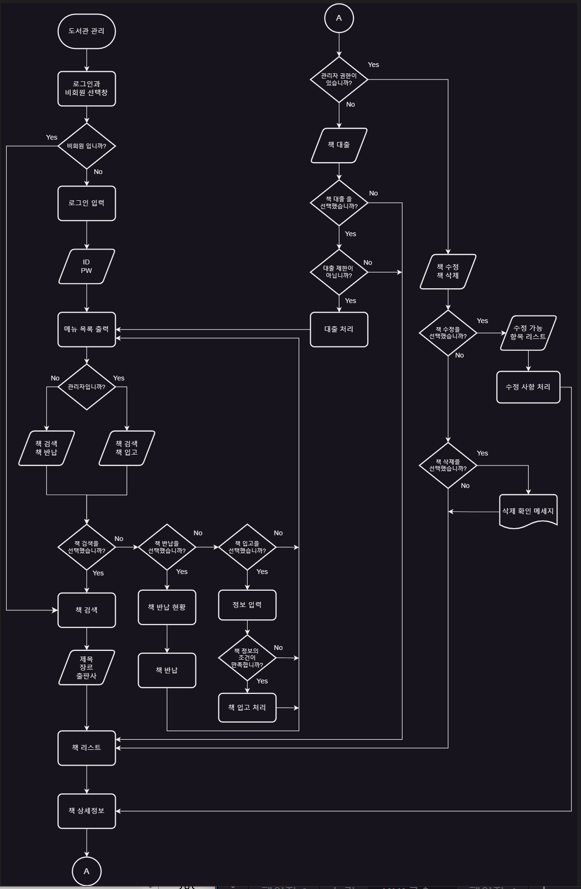 도서관 관리
로그인과
비회원 선택창
비회원 입니까?
Yes
No
로그인 입력
ID
PW
메뉴 목록 출력
관리자입니까?
No
Yes
책 검색
책 반납
책 검색
책 입고
책 검색을
선택했습니까?
No
Yes
책 반납을
선택했습니까?
No
Yes
책 입고를
선택했습니까?
No
Yes
책 검색
책 반납 현황
정보 입력
제목
장르
출판사
책 반납
책 정보의
조건이
만족합니까?
No
Yes
책 입고 처리
책 리스트
책 상세정보
A
A
관리자 권한이
있습니까?
Yes
No
책 대출
책 대출 을
선택했습니까?
No
Yes
대출 제한이
아닙니까?
No
Yes
대출 처리
책 수정
책 삭제
책 수정을
선택했습니까?
Yes
No
수정 가능
항목 리스트
수정 사항 처리
책 삭제를
선택했습니까?
Yes
No
삭제 확인 메세지